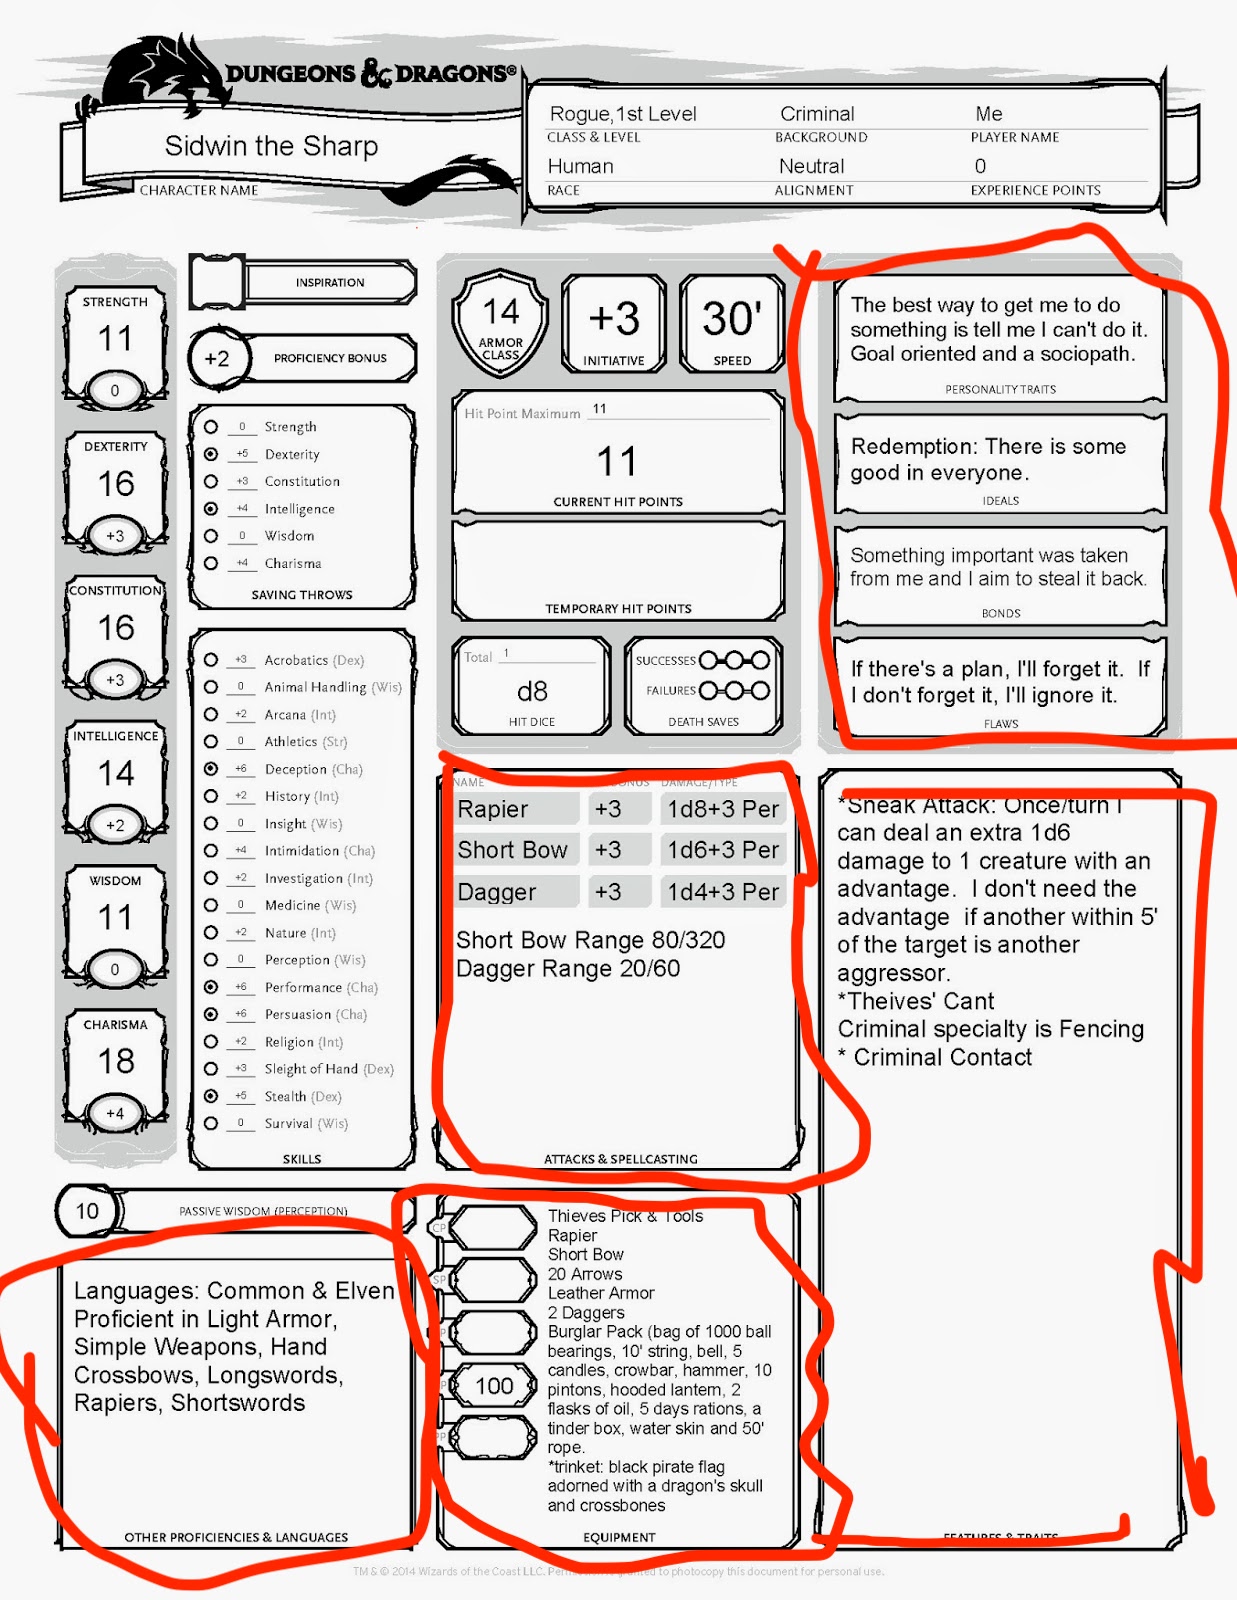 DUNGEONS & DRAGONS®
Sidwin the Sharp
CHARACTER NAME
Rogue,1st Level Criminal Me
CLASS & LEVEL BACKGROUND PLAYER NAME
Human Neutral 0
RACE ALIGNMENT EXPERIENCE POINTS
STRENGTH
11
0
DEXTERITY
16
+3
CONSTITUTION
16
+3
INTELLIGENCE
14
+2
WISDOM
11
0
CHARISMA
18
+4
INSPIRATION
+2 PROFICIENCY BONUS
0 Strength
+5 Dexterity
+3 Constitution
+4 Intelligence
0 Wisdom
+4 Charisma
SAVING THROWS
+3 Acrobatics (Dex)
0 Animal Handling (Wis)
+2 Arcana (Int)
0 Athletics (Str)
+6 Deception (Cha)
+2 History (Int)
0 Insight (Wis)
+4 Intimidation (Cha)
+2 Investigation (Int)
0 Medicine (Wis)
+2 Nature (Int)
0 Perception (Wis)
+6 Performance (Cha)
+6 Persuasion (Cha)
+2 Religion (Int)
+3 Sleight of Hand (Dex)
+5 Stealth (Dex)
0 Survival (Wis)
SKILLS
10 PASSIVE WISDOM (PERCEPTION)
Languages: Common & Elven
Proficient in Light Armor,
Simple Weapons, Hand
Crossbows, Longswords,
Rapiers, Shortswords
OTHER PROFICIENCIES & LANGUAGES
14
ARMOR
CLASS
+3
INITIATIVE
30'
SPEED
Hit Point Maximum 11
11
CURRENT HIT POINTS
TEMPORARY HIT POINTS
Total 1
d8
HIT DICE
SUCCESSES
FAILURES
DEATH SAVES
NAME DAMAGE/TYPE
Rapier +3 1d8+3 Per
Short Bow +3 1d6+3 Per
Dagger +3 1d4+3 Per
Short Bow Range 80/320
Dagger Range 20/60
ATTACKS & SPELLCASTING
CP
SP
100
PP
Thieves Pick & Tools
Rapier
Short Bow
20 Arrows
Leather Armor
2 Daggers
Burglar Pack (bag of 1000 ball
bearings, 10' string, bell, 5
candles, crowbar, hammer, 10
pintons, hooded lantern, 2
flasks of oil, 5 days rations, a
tinder box, water skin and 50'
rope.
*trinket: black pirate flag
adorned with a dragon's skull
and crossbones
EQUIPMENT
The best way to get me to do
something is tell me I can't do it.
Goal oriented and a sociopath.
PERSONALITY TRAITS
Redemption: There is some
good in everyone.
IDEALS
Something important was taken
from me and I aim to steal it back.
BONDS
If there's a plan, I'll forget it. If
I don't forget it, I'll ignore it.
FLAWS
*Sneak Attack: Once/turn I
can deal an extra 1d6
damage to 1 creature with an
advantage. I don't need the
advantage if another within 5'
of the target is another
aggressor.
*Theives' Cant
Criminal specialty is Fencing
* Criminal Contact
FEATURES & TRAITS
TM & © 2014 Wizards of the Coast LLC. to photocopy this document for personal use.